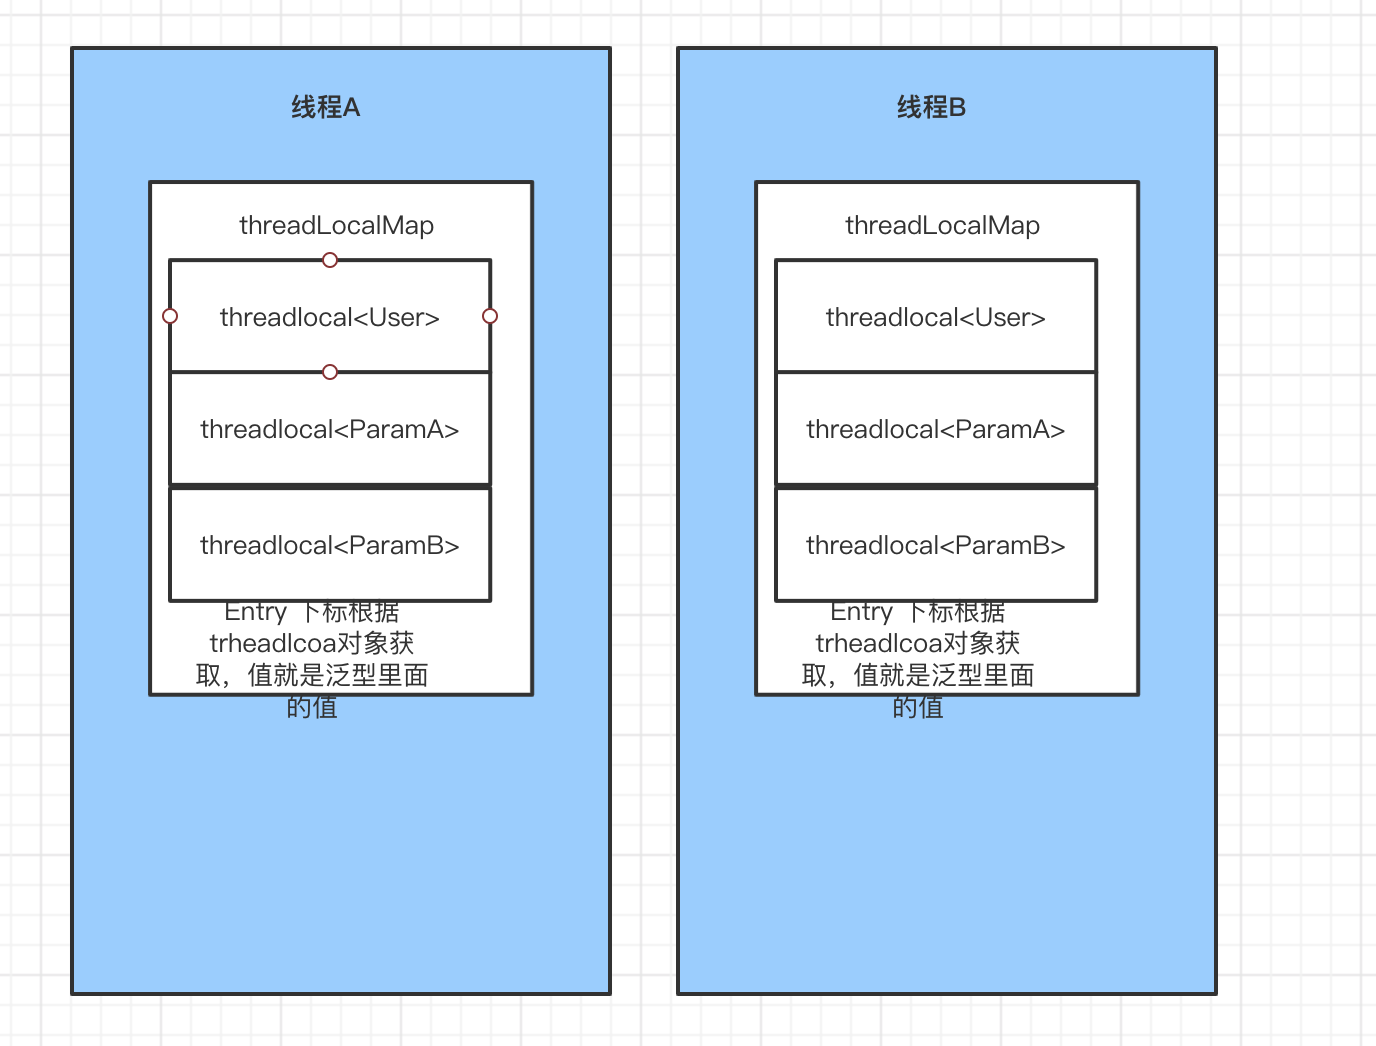 线程A
threadLocalMap
threadlocal<User>
threadlocal<ParamA>
threadlocal<ParamB>
Entry 下标根据
trheadlcoa对象获
取，值就是泛型里面
的值
线程B
threadLocalMap
threadlocal<User>
threadlocal<ParamA>
threadlocal<ParamB>
Entry 下标根据
trheadlcoa对象获
取，值就是泛型里面
的值